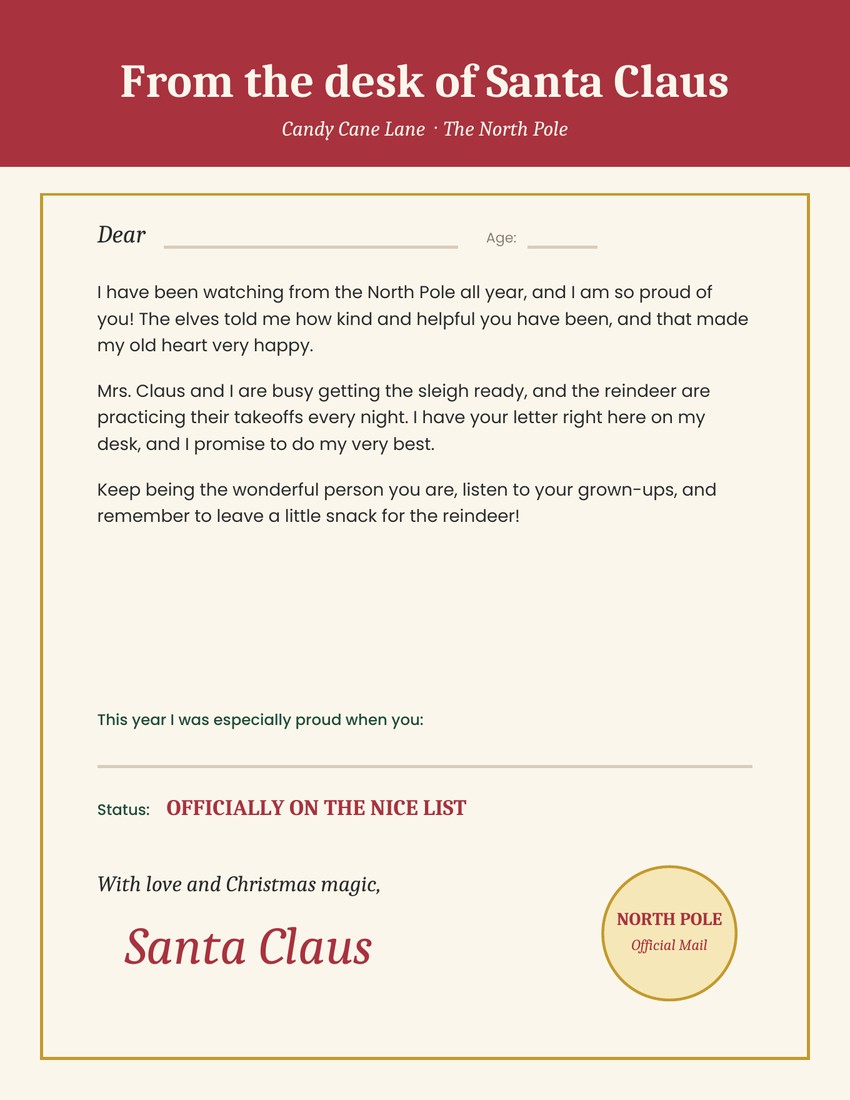 From the desk of Santa Claus
Candy Cane Lane · The North Pole
Dear
Age:
I have been watching from the North Pole all year, and I am so proud of
you! The elves told me how kind and helpful you have been, and that made
my old heart very happy.
Mrs. Claus and I are busy getting the sleigh ready, and the reindeer are
practicing their takeoffs every night. I have your letter right here on my
desk, and I promise to do my very best.
Keep being the wonderful person you are, listen to your grown-ups, and
remember to leave a little snack for the reindeer!
This year I was especially proud when you:
Status: OFFICIALLY ON THE NICE LIST
With love and Christmas magic,
Santa Claus
NORTH POLE
Official Mail